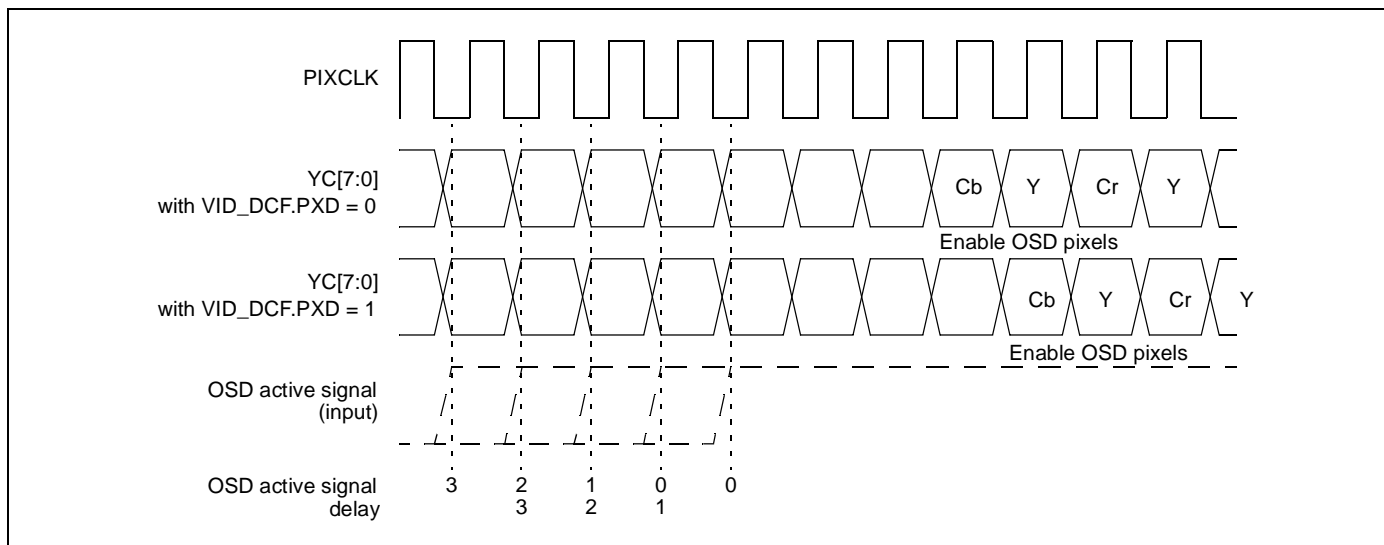 PIXCLK
YC[7:0]
with VID_DCF.PXD = 0
Cb Y Cr Y
Enable OSD pixels
YC[7:0]
with VID_DCF.PXD = 1
Cb Y Cr Y
Enable OSD pixels
OSD active signal
(input)
OSD active signal
delay
3 2 1 0 0
3 2 1